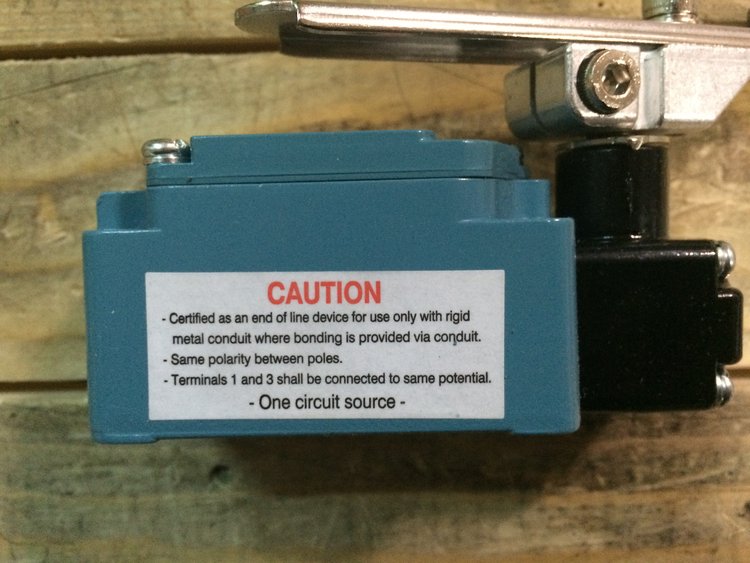 CAUTION
- Certified as an end of line device for use only with rigid
metal conduit where bonding is provided via conduit.
- Same polarity between poles.
- Terminals 1 and 3 shall be connected to same potential.
- One circuit source -